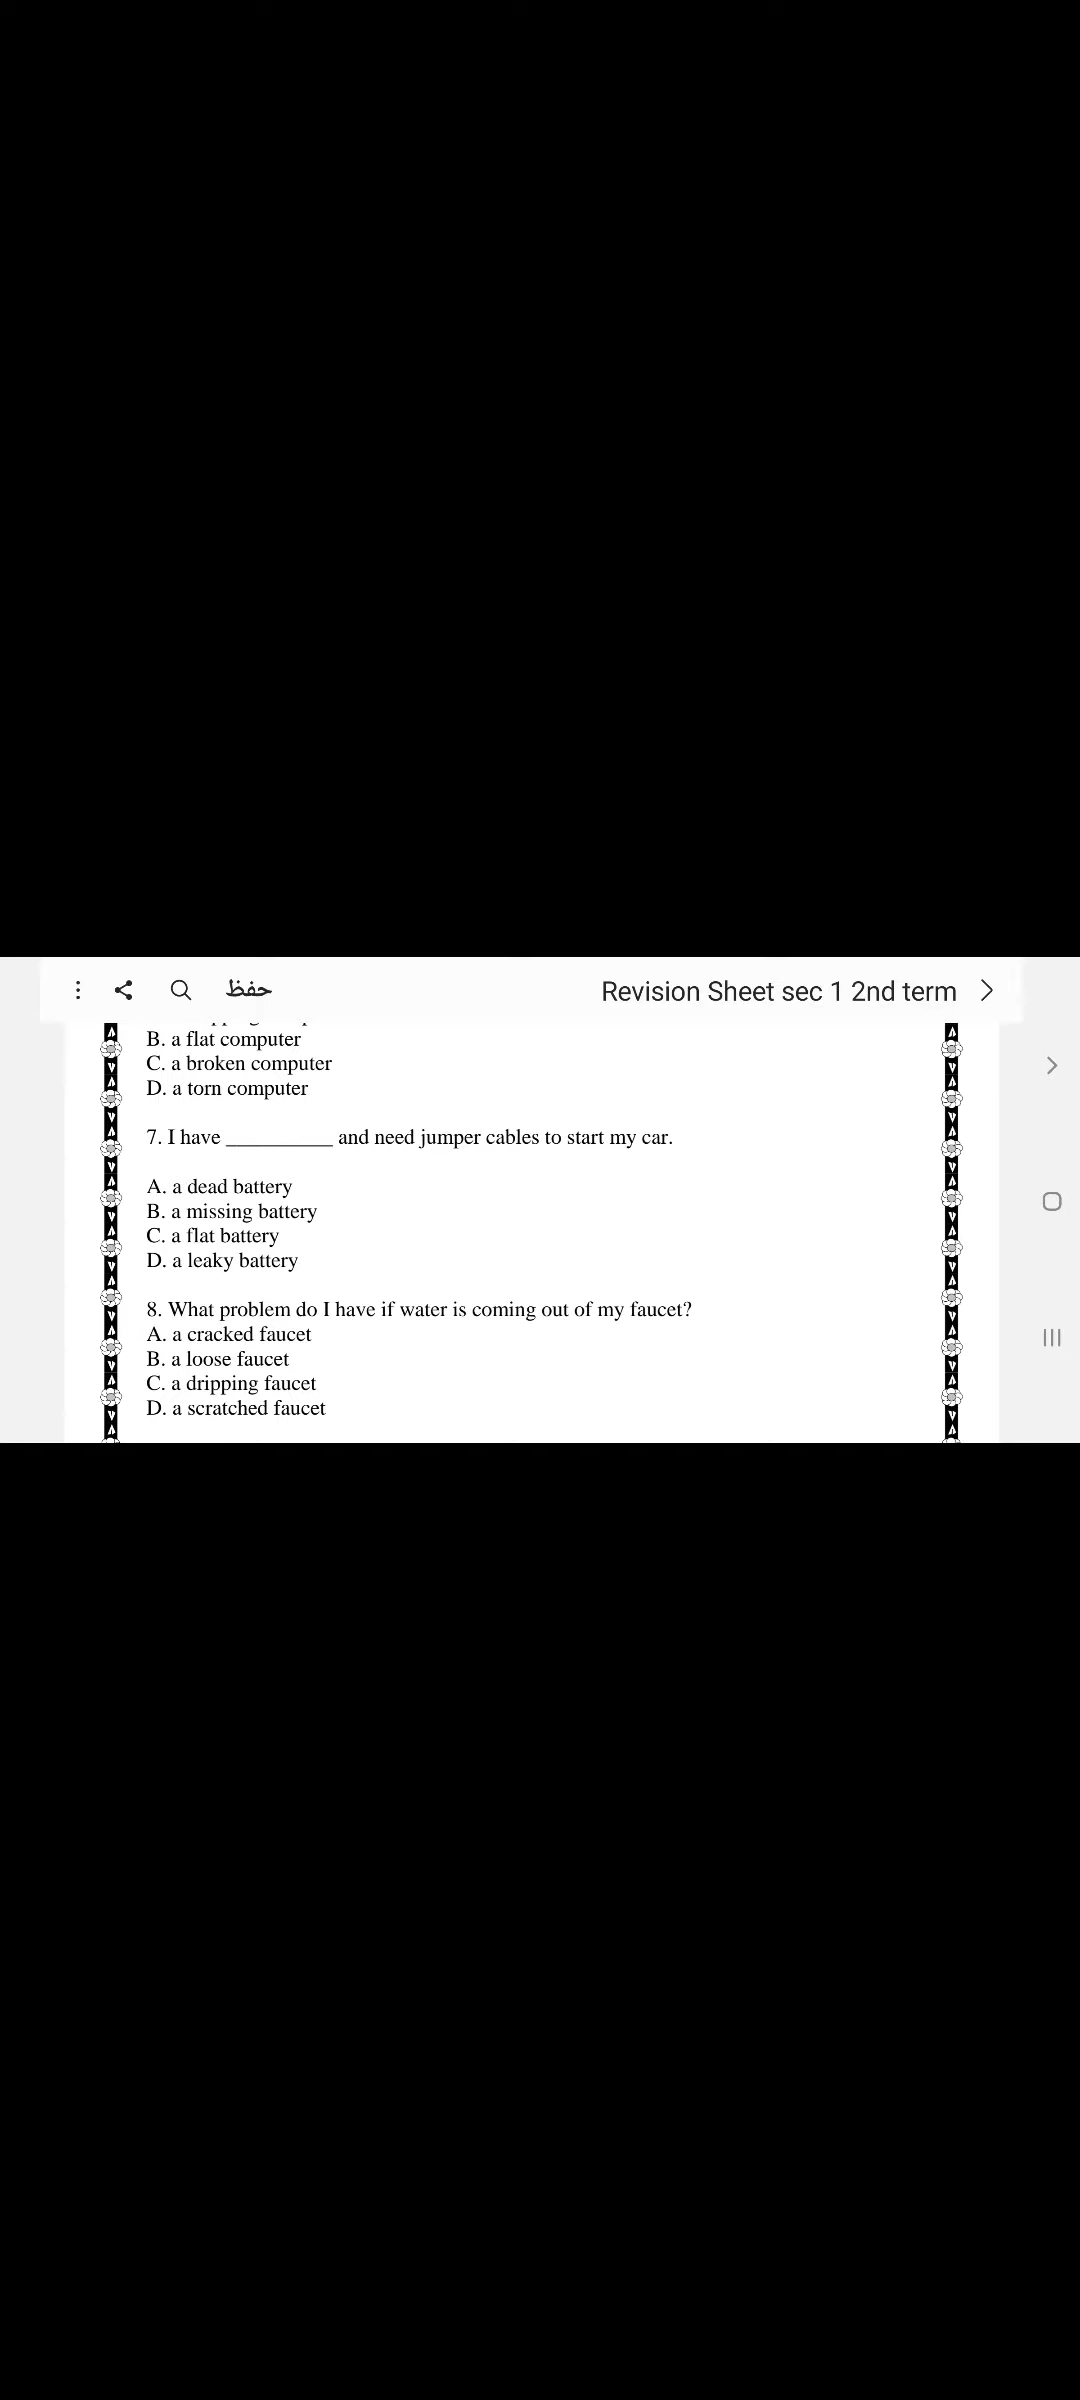 حفظ
Revision Sheet sec 1 2nd term
B. a flat computer
C. a broken computer
D. a torn computer
7. I have __________ and need jumper cables to start my car.
A. a dead battery
B. a missing battery
C. a flat battery
D. a leaky battery
8. What problem do I have if water is coming out of my faucet?
A. a cracked faucet
B. a loose faucet
C. a dripping faucet
D. a scratched faucet